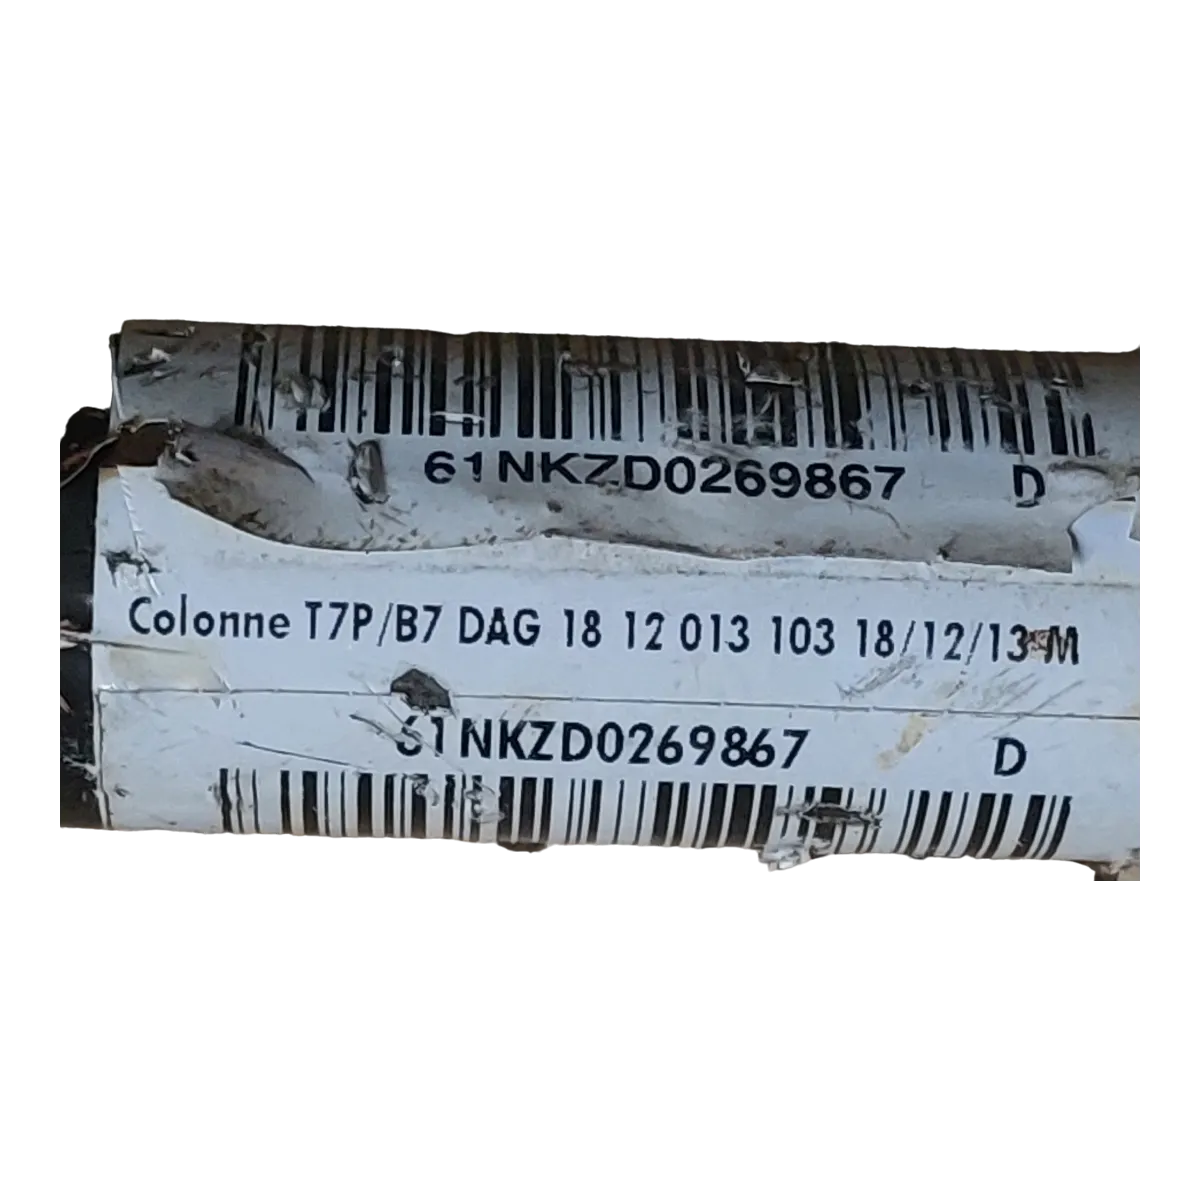 61NKZD0269867 D
Colonne T7P/B7 DAG 18 12 013 103 18/12/13 M
61NKZD0269867 D